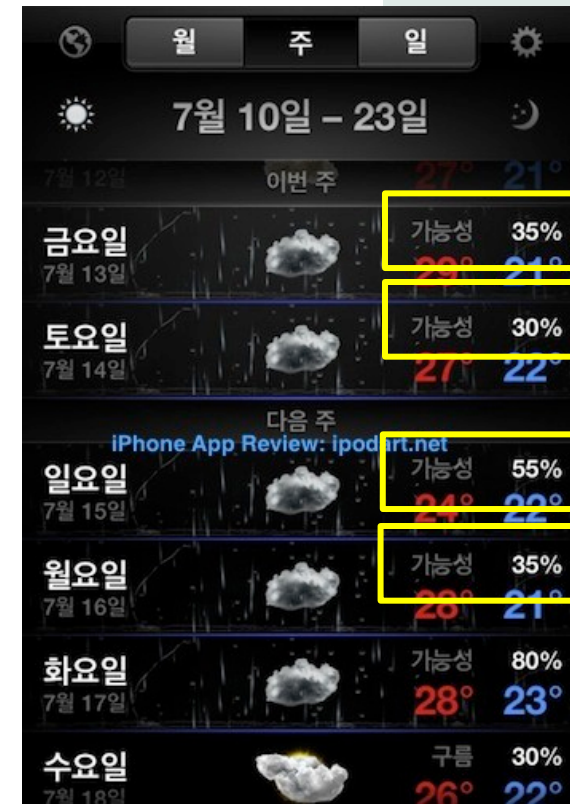 월 주 일
7월 10일 – 23일
7월 12일 이번 주 27° 21°
금요일 가능성 35%
7월 13일 29° 21°
토요일 가능성 30%
7월 14일 27° 22°
다음 주
iPhone App Review: ipodart.net
일요일 가능성 55%
7월 15일 24° 22°
월요일 가능성 35%
7월 16일 28° 21°
화요일 가능성 80%
7월 17일 28° 23°
수요일 구름 30%
7월 18일 26° 22°